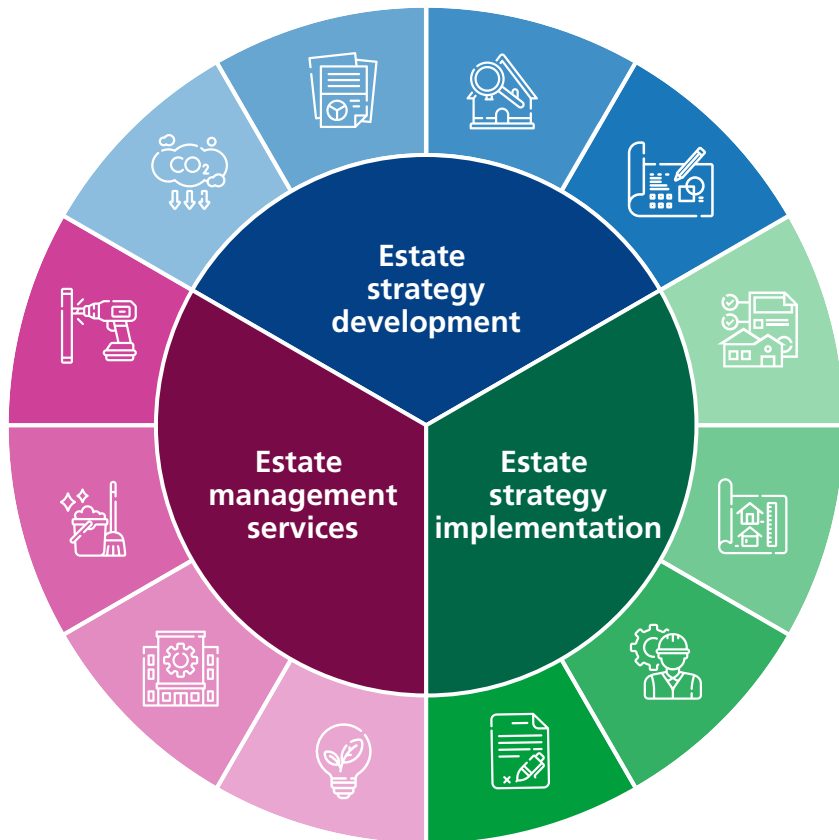 CO₂
Estate
strategy
development
Estate
management
services
Estate
strategy
implementation